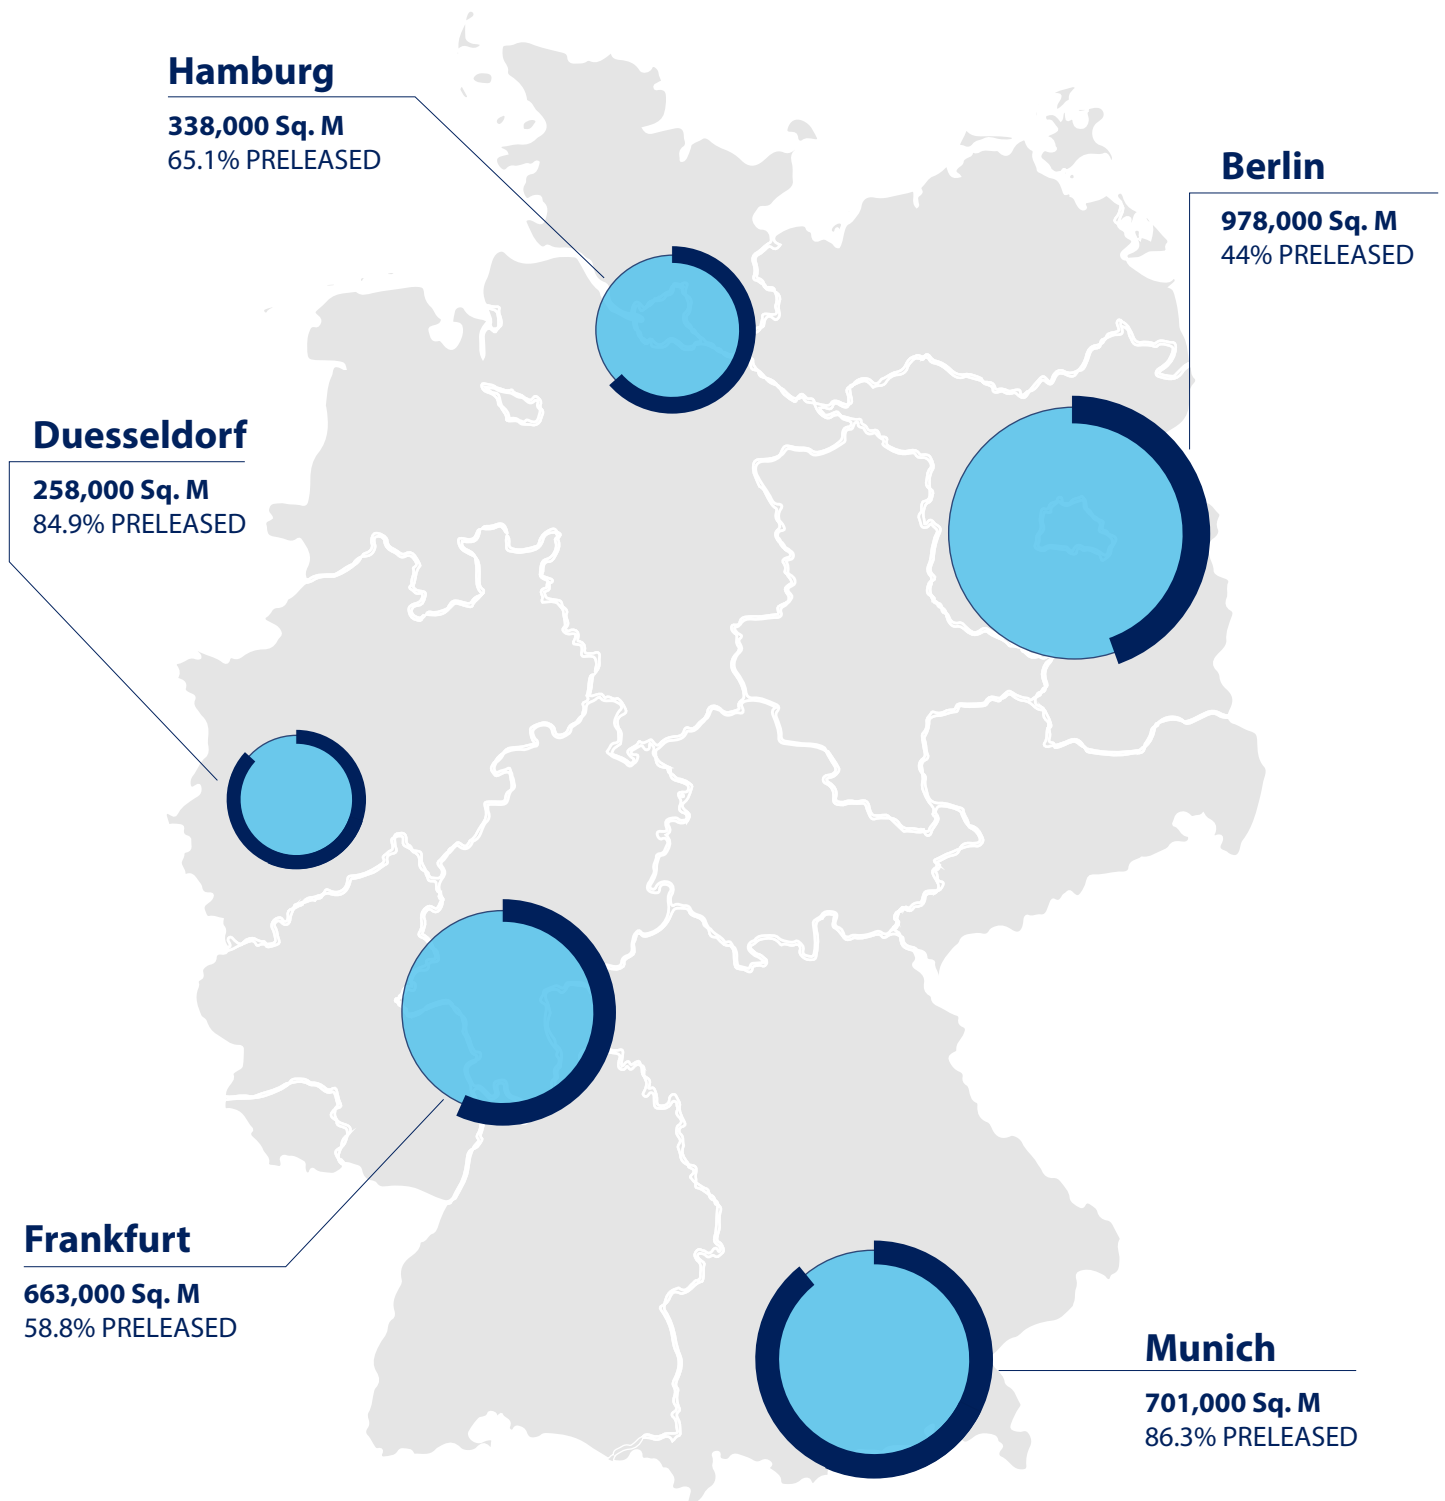 Hamburg
338,000 Sq. M
65.1% PRELEASED
Berlin
978,000 Sq. M
44% PRELEASED
Duesseldorf
258,000 Sq. M
84.9% PRELEASED
Frankfurt
663,000 Sq. M
58.8% PRELEASED
Munich
701,000 Sq. M
86.3% PRELEASED